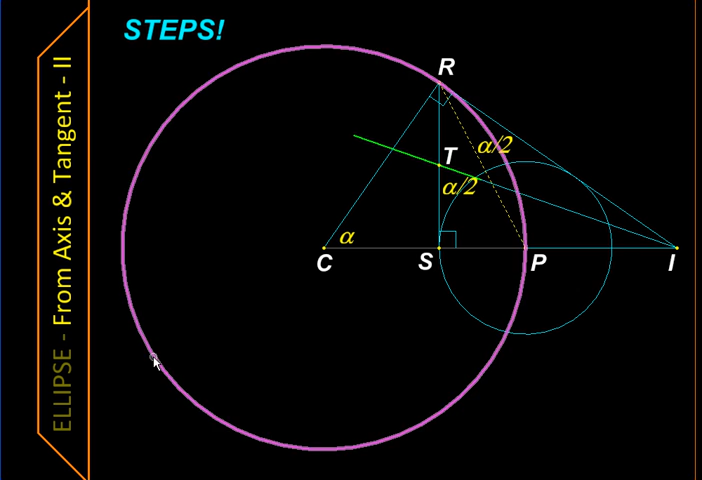 STEPS!
ELLIPSE - From Axis & Tangent - II
R
α/2
T
α/2
α
C
S
P
I